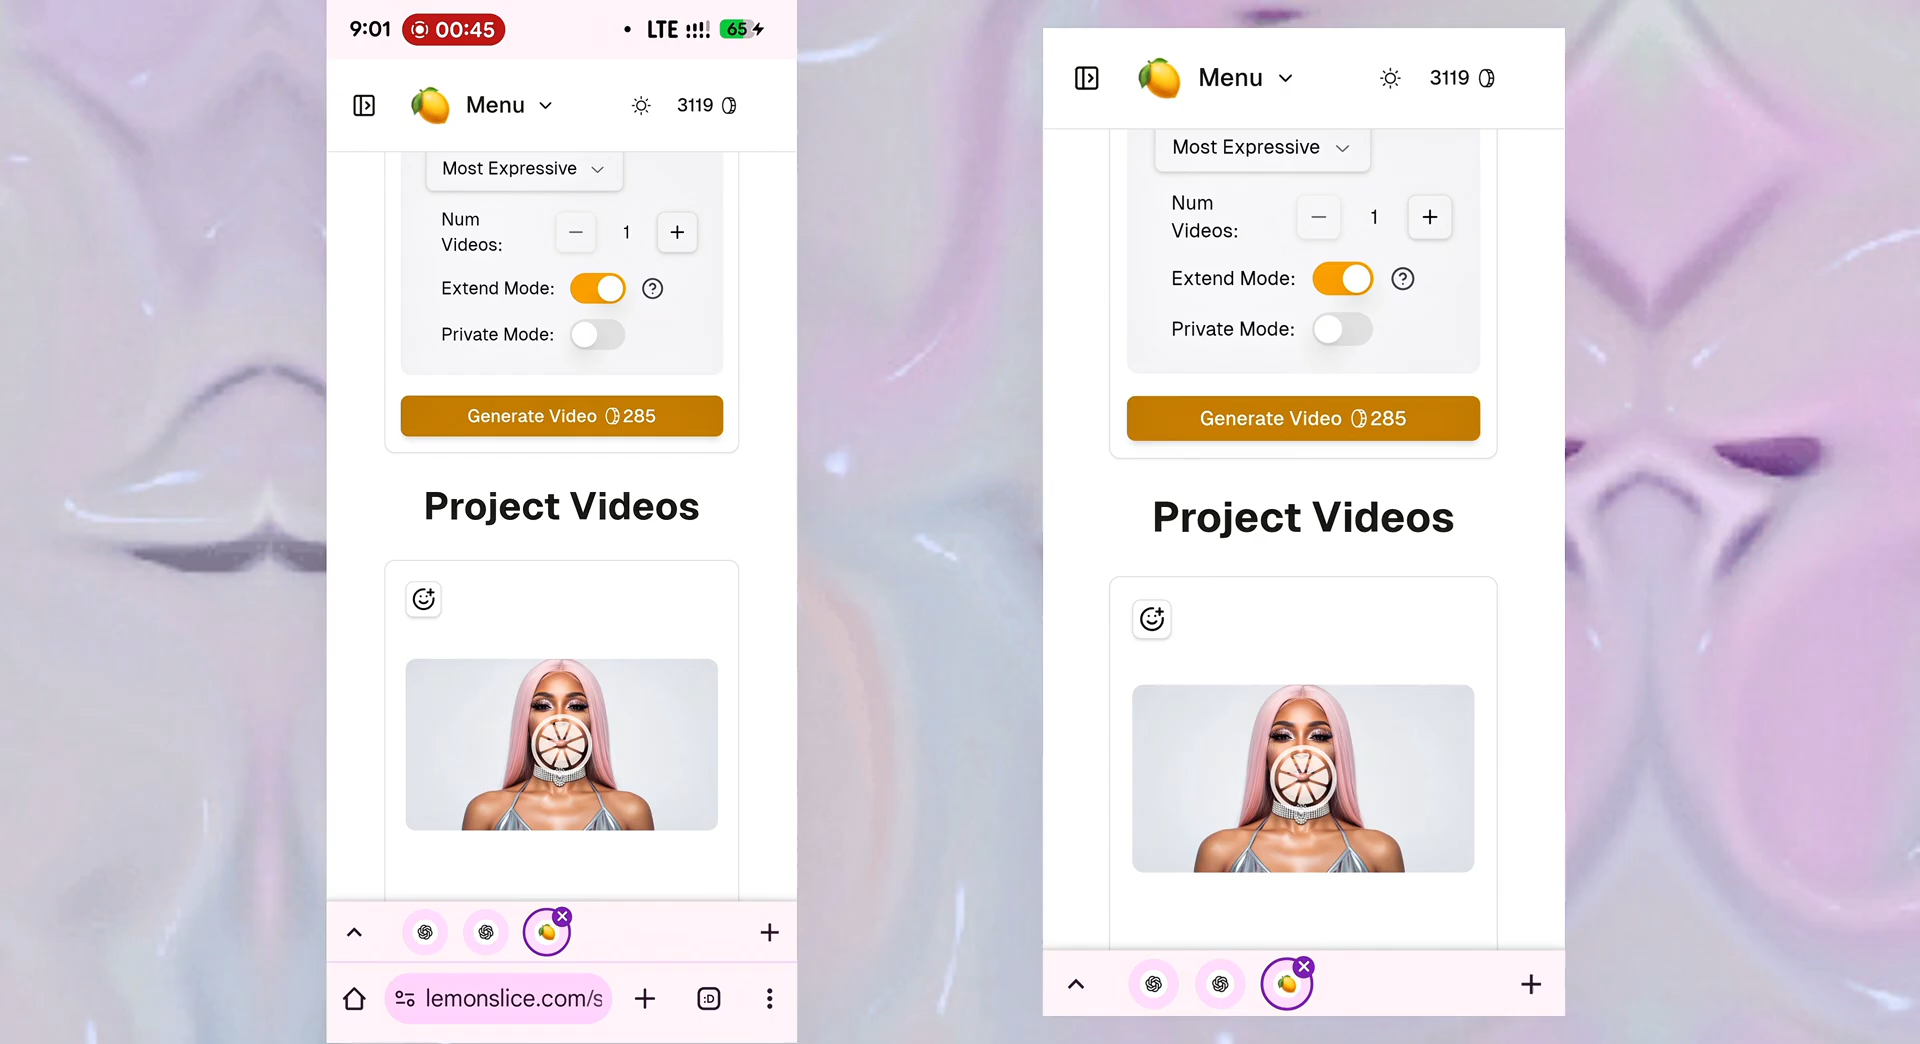 9:01 00:45 LTE 65
Menu 3119
Most Expressive
Num
Videos:
1
Extend Mode:
Private Mode:
Generate Video 285
Project Videos
lemonslice.com/s
:D
Menu 3119
Most Expressive
Num
Videos:
1
Extend Mode:
Private Mode:
Generate Video 285
Project Videos